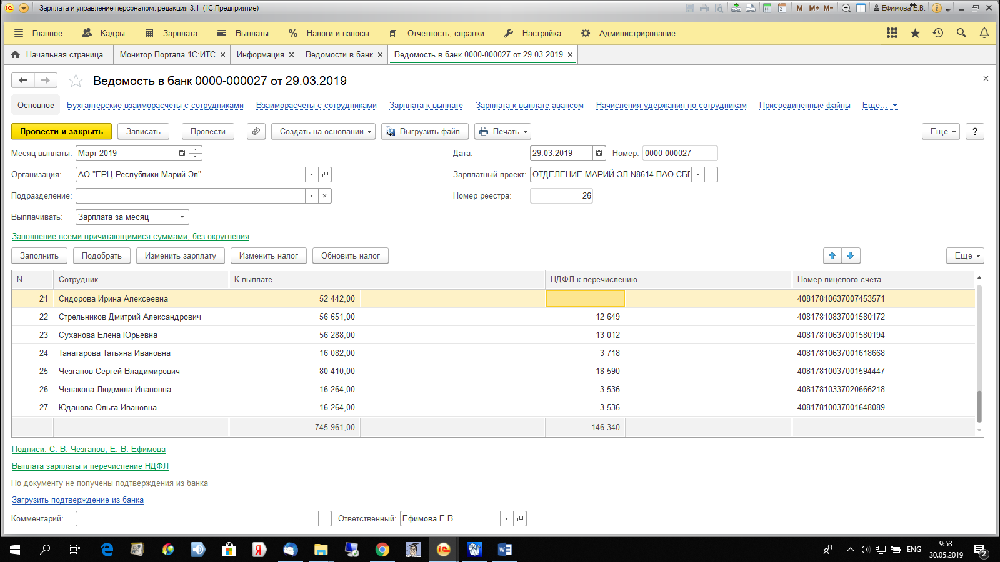 Зарплата и управление персоналом, редакция 3.1 (1С:Предприятие)
M M+ M- Ефимова Е.В.
Главное Кадры Зарплата Выплаты Налоги и взносы Отчетность, справки Настройка Администрирование
Начальная страница Монитор Портала 1С:ИТС Информация Ведомости в банк Ведомость в банк 0000-000027 от 29.03.2019
Ведомость в банк 0000-000027 от 29.03.2019
Основное Бухгалтерские взаиморасчеты с сотрудниками Взаиморасчеты с сотрудниками Зарплата к выплате Зарплата к выплате авансом Начисления удержания по сотрудникам Присоединенные файлы Еще...
Провести и закрыть Записать Провести Создать на основании Выгрузить файл Печать Еще ?
Месяц выплаты: Март 2019 Дата: 29.03.2019 Номер: 0000-000027
Организация: АО "ЕРЦ Республики Марий Эл" Зарплатный проект: ОТДЕЛЕНИЕ МАРИЙ ЭЛ N8614 ПАО СБЕ
Подразделение: Номер реестра: 26
Выплачивать: Зарплата за месяц
Заполнение всеми причитающимися суммами, без округления
Заполнить Подобрать Изменить зарплату Изменить налог Обновить налог Еще
N Сотрудник К выплате НДФЛ к перечислению Номер лицевого счета
21 Сидорова Ирина Алексеевна 52 442,00 40817810637007453571
22 Стрельников Дмитрий Александрович 56 651,00 12 649 40817810837001580172
23 Суханова Елена Юрьевна 56 288,00 13 012 40817810637001580194
24 Танатарова Татьяна Ивановна 16 082,00 3 718 40817810637001618668
25 Чезганов Сергей Владимирович 80 410,00 18 590 40817810037001594447
26 Чепакова Людмила Ивановна 16 264,00 3 536 40817810337020666218
27 Юданова Ольга Ивановна 16 264,00 3 536 40817810037001648089
745 961,00 146 340
Подписи: С. В. Чезганов, Е. В. Ефимова
Выплата зарплаты и перечисление НДФЛ
По документу не получены подтверждения из банка
Загрузить подтверждение из банка
Комментарий: ... Ответственный: Ефимова Е.В.
ENG 9:53
30.05.2019 2